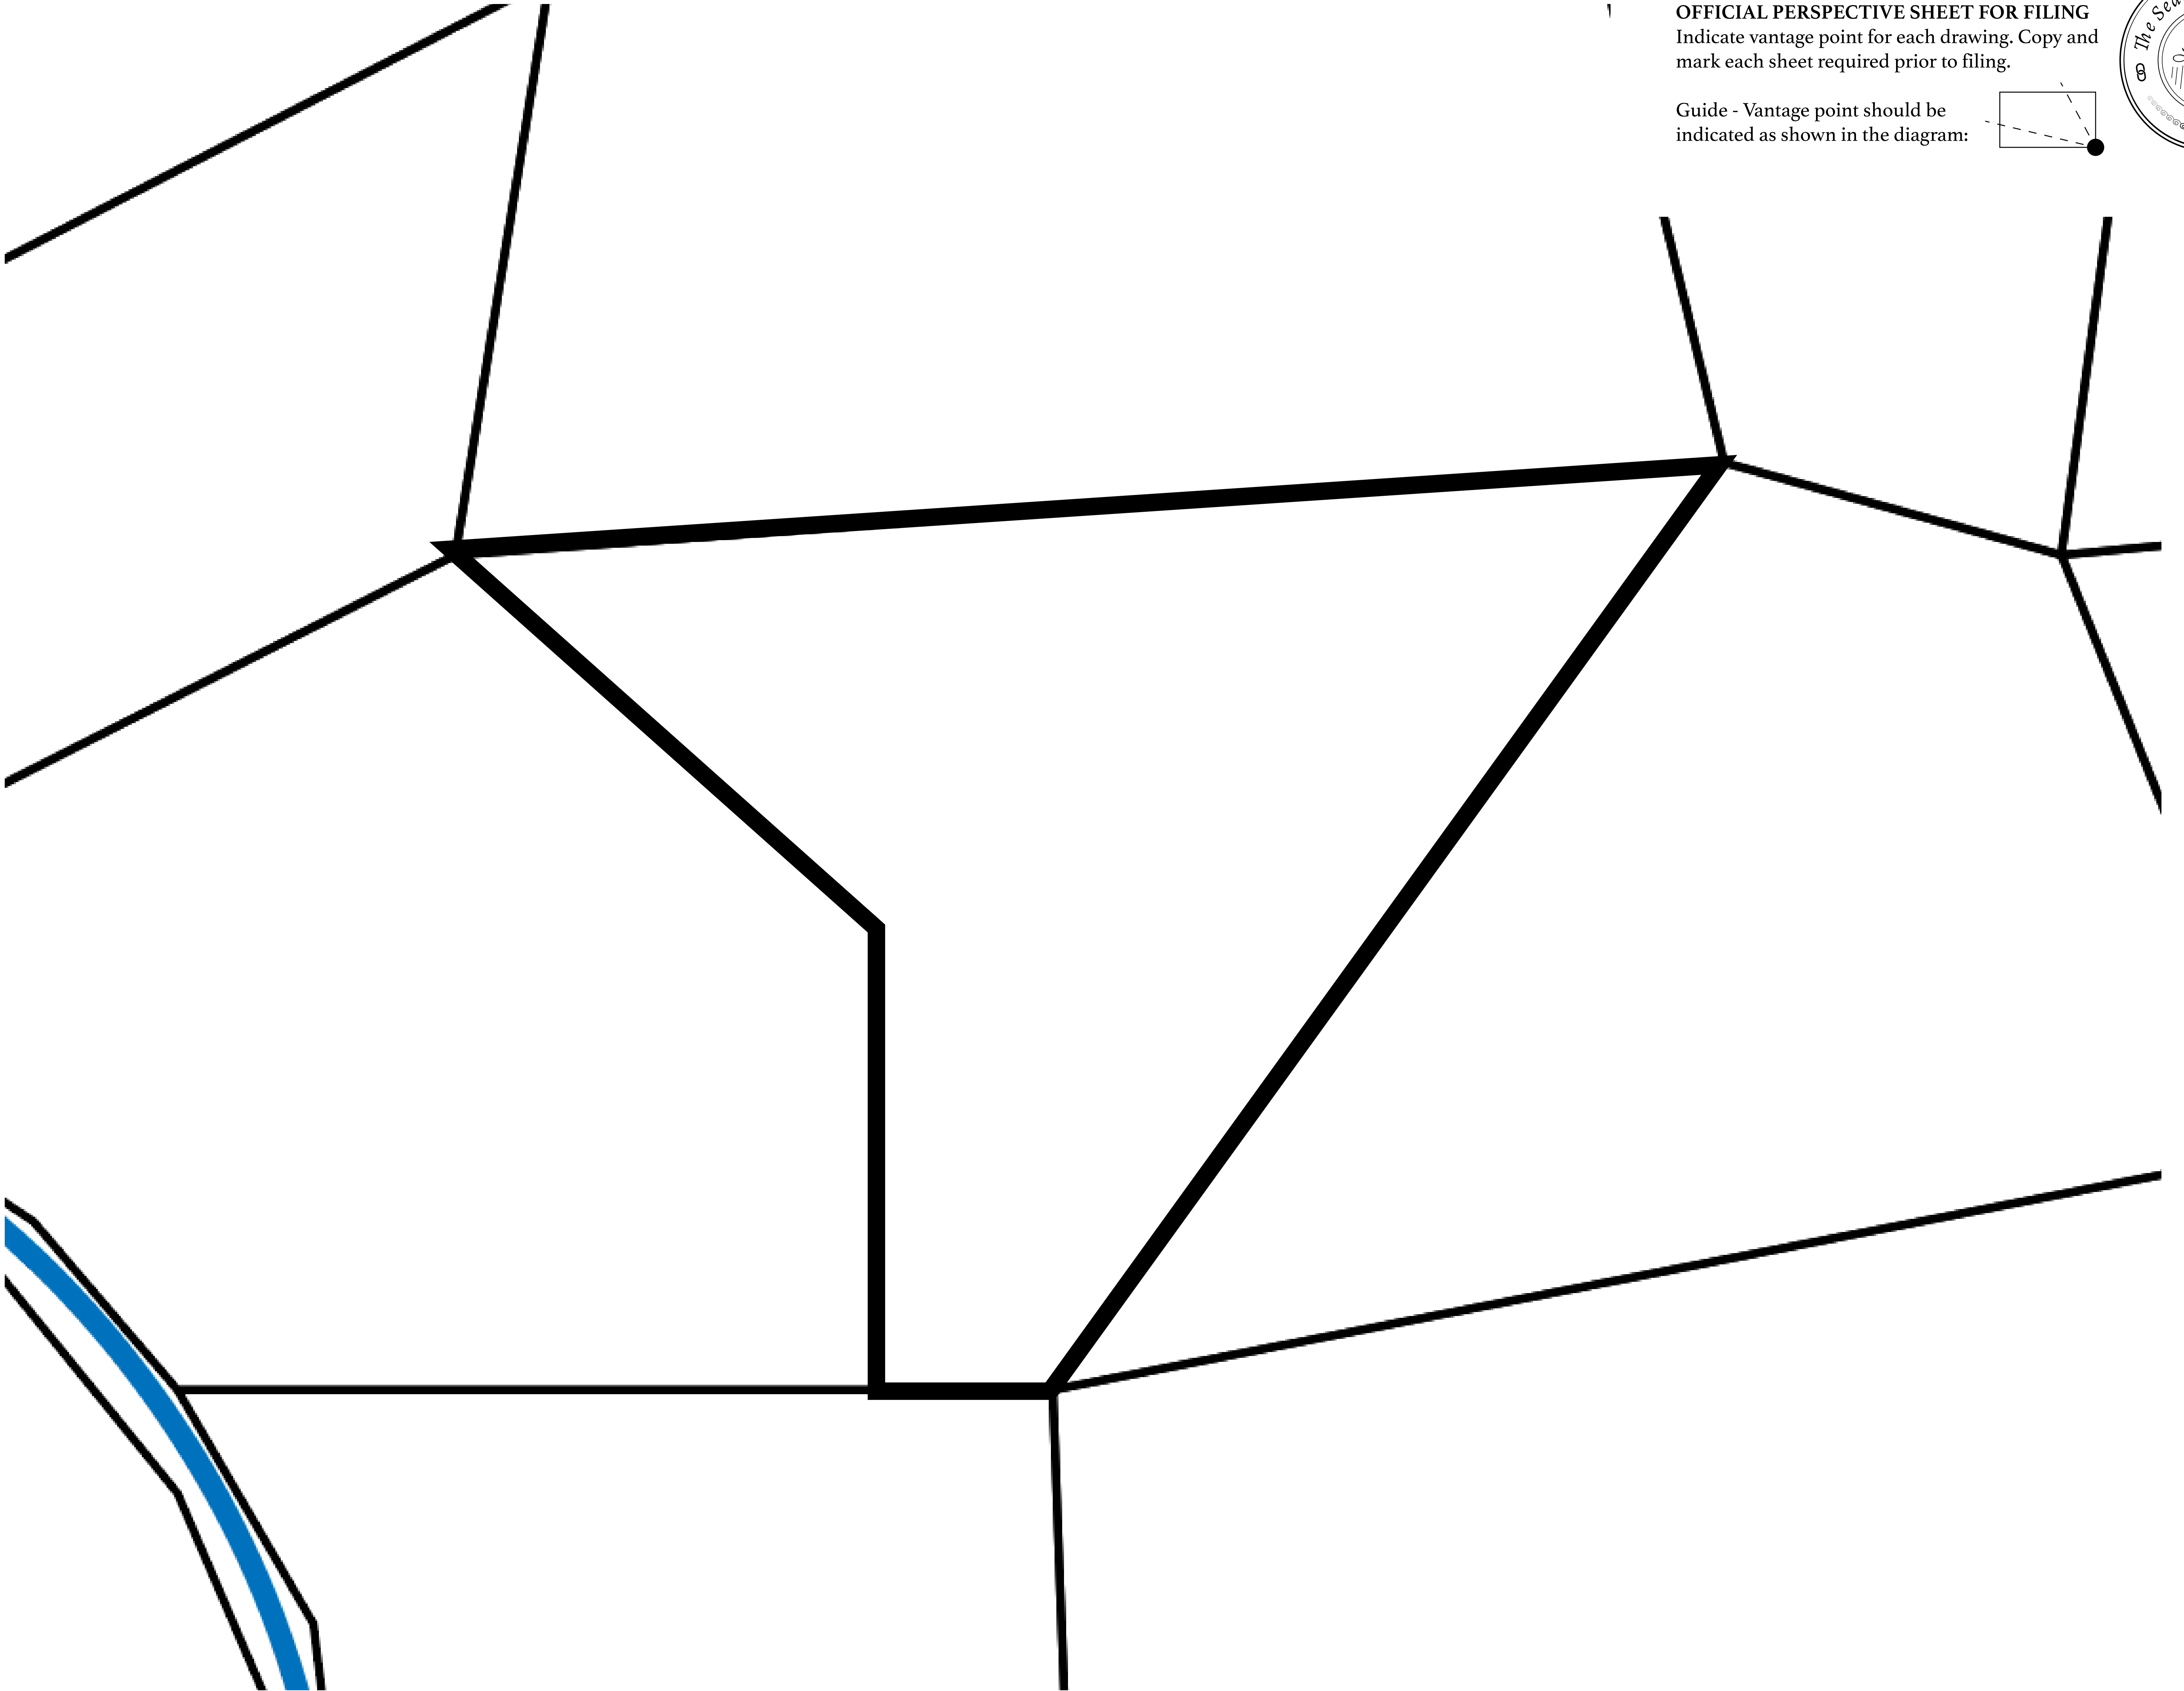 OFFICIAL PERSPECTIVE SHEET FOR FILING
Indicate vantage point for each drawing. Copy and
mark each sheet required prior to filing.
Guide - Vantage point should be
indicated as shown in the diagram:
The